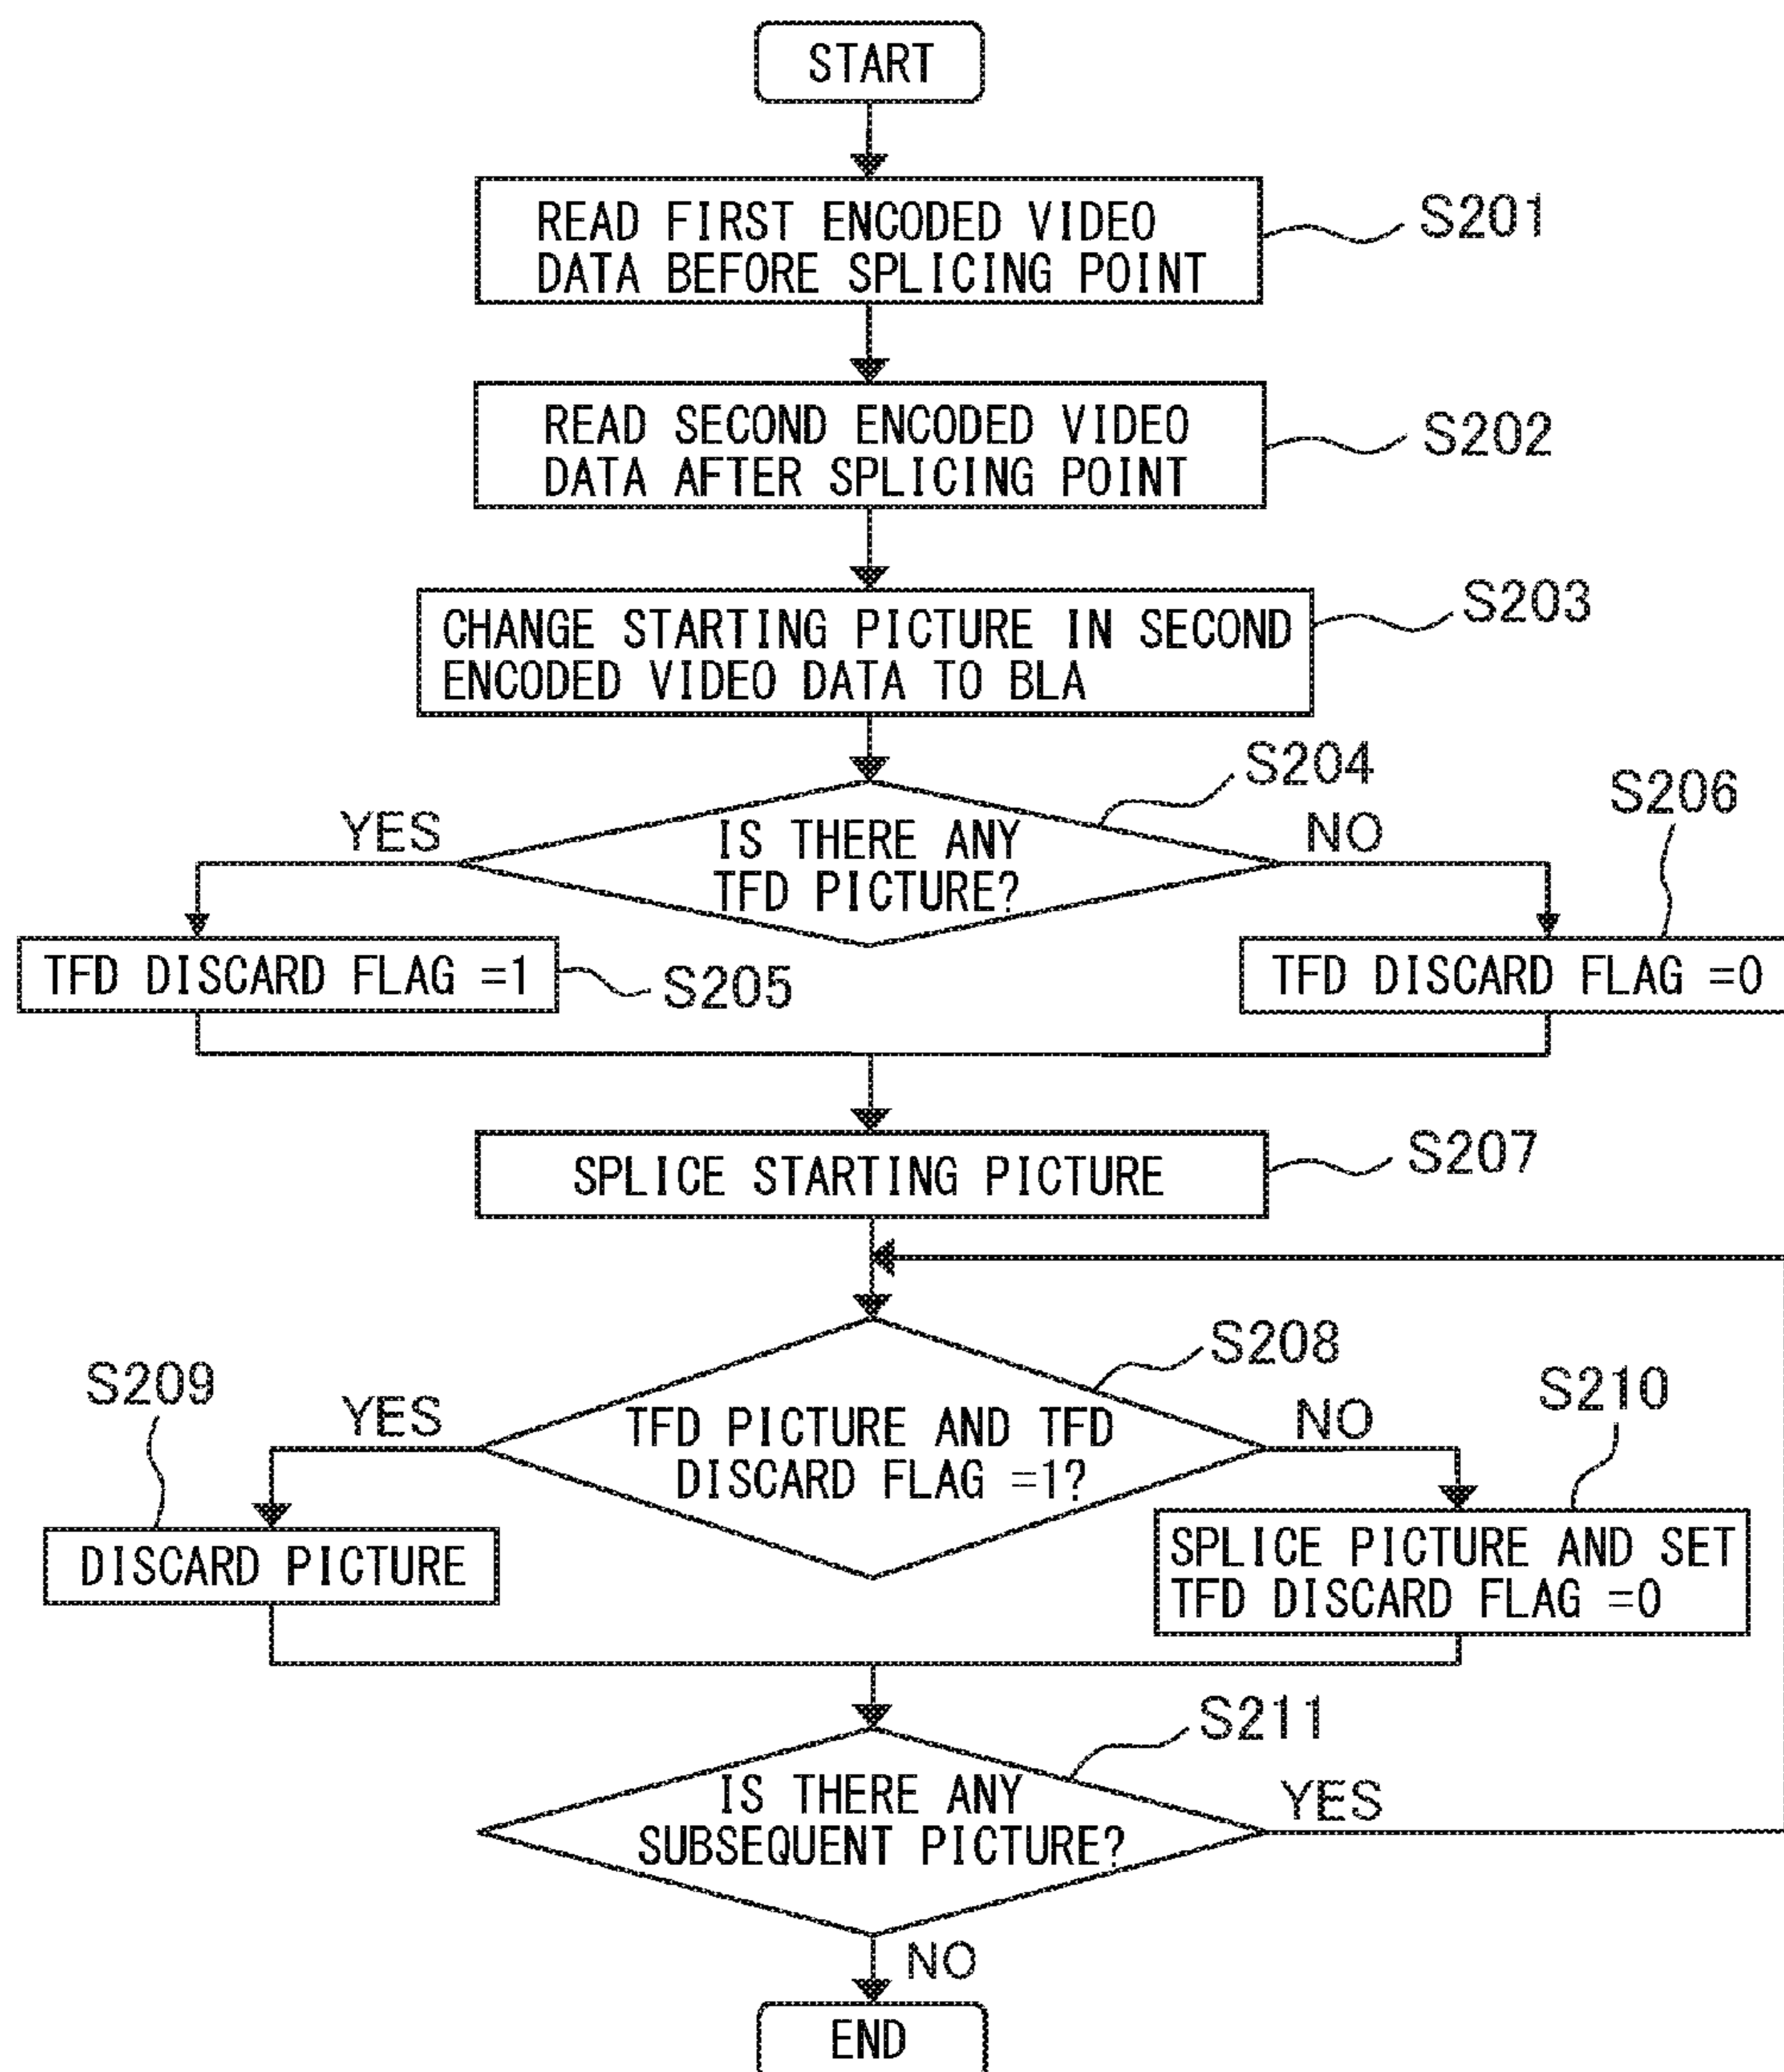 START
READ FIRST ENCODED VIDEO
DATA BEFORE SPLICING POINT
S201
READ SECOND ENCODED VIDEO
DATA AFTER SPLICING POINT
S202
CHANGE STARTING PICTURE IN SECOND
ENCODED VIDEO DATA TO BLA
S203
S204
IS THERE ANY
TFD PICTURE?
YES
NO
S206
TFD DISCARD FLAG =1
S205
TFD DISCARD FLAG =0
SPLICE STARTING PICTURE
S207
S208
TFD PICTURE AND TFD
DISCARD FLAG =1?
S209
YES
NO
S210
DISCARD PICTURE
SPLICE PICTURE AND SET
TFD DISCARD FLAG =0
S211
IS THERE ANY
SUBSEQUENT PICTURE?
YES
NO
END